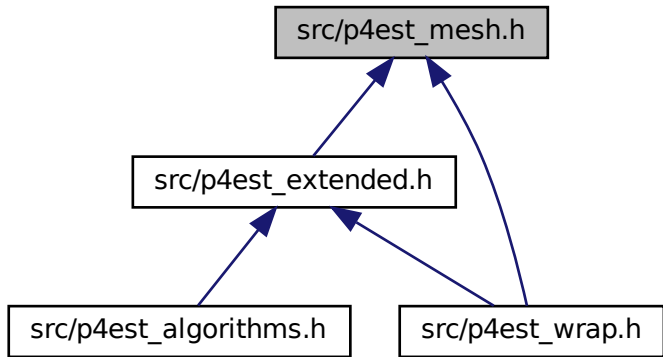 src/p4est_mesh.h
src/p4est_extended.h
src/p4est_algorithms.h
src/p4est_wrap.h